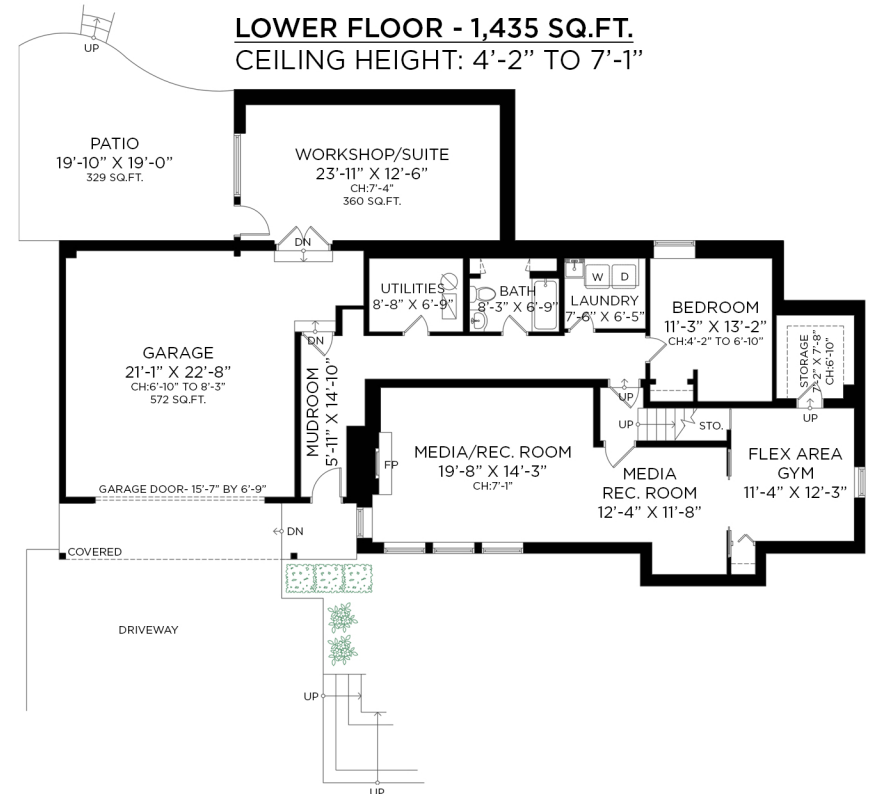 LOWER FLOOR - 1,435 SQ.FT.
CEILING HEIGHT: 4'-2” TO 7'-1”
UP
PATIO
19'-10” X 19'-0”
329 SQ.FT.
WORKSHOP/SUITE
23'-11” X 12'-6”
CH:7'-4”
360 SQ.FT.
DN
UTILITIES
8'-8” X 6'-9”
BATH
8'-3” X 6'-9”
W
D
LAUNDRY
7'-6” X 6'-5”
BEDROOM
11'-3” X 13'-2”
CH:4'-2” TO 6'-10”
STORAGE
7'-2” X 7'-8”
CH:6'-10”
UP
GARAGE
21'-1” X 22'-8”
CH:6'-10” TO 8'-3”
572 SQ.FT.
GARAGE DOOR- 15'-7” BY 6'-9”
DN
MUDROOM
5'-11” X 14'-10”
FP
MEDIA/REC. ROOM
19'-8” X 14'-3”
CH:7'-1”
UP
UP
STO.
MEDIA
REC. ROOM
12'-4” X 11'-8”
FLEX AREA
GYM
11'-4” X 12'-3”
DN
COVERED
DRIVEWAY
UP
UP